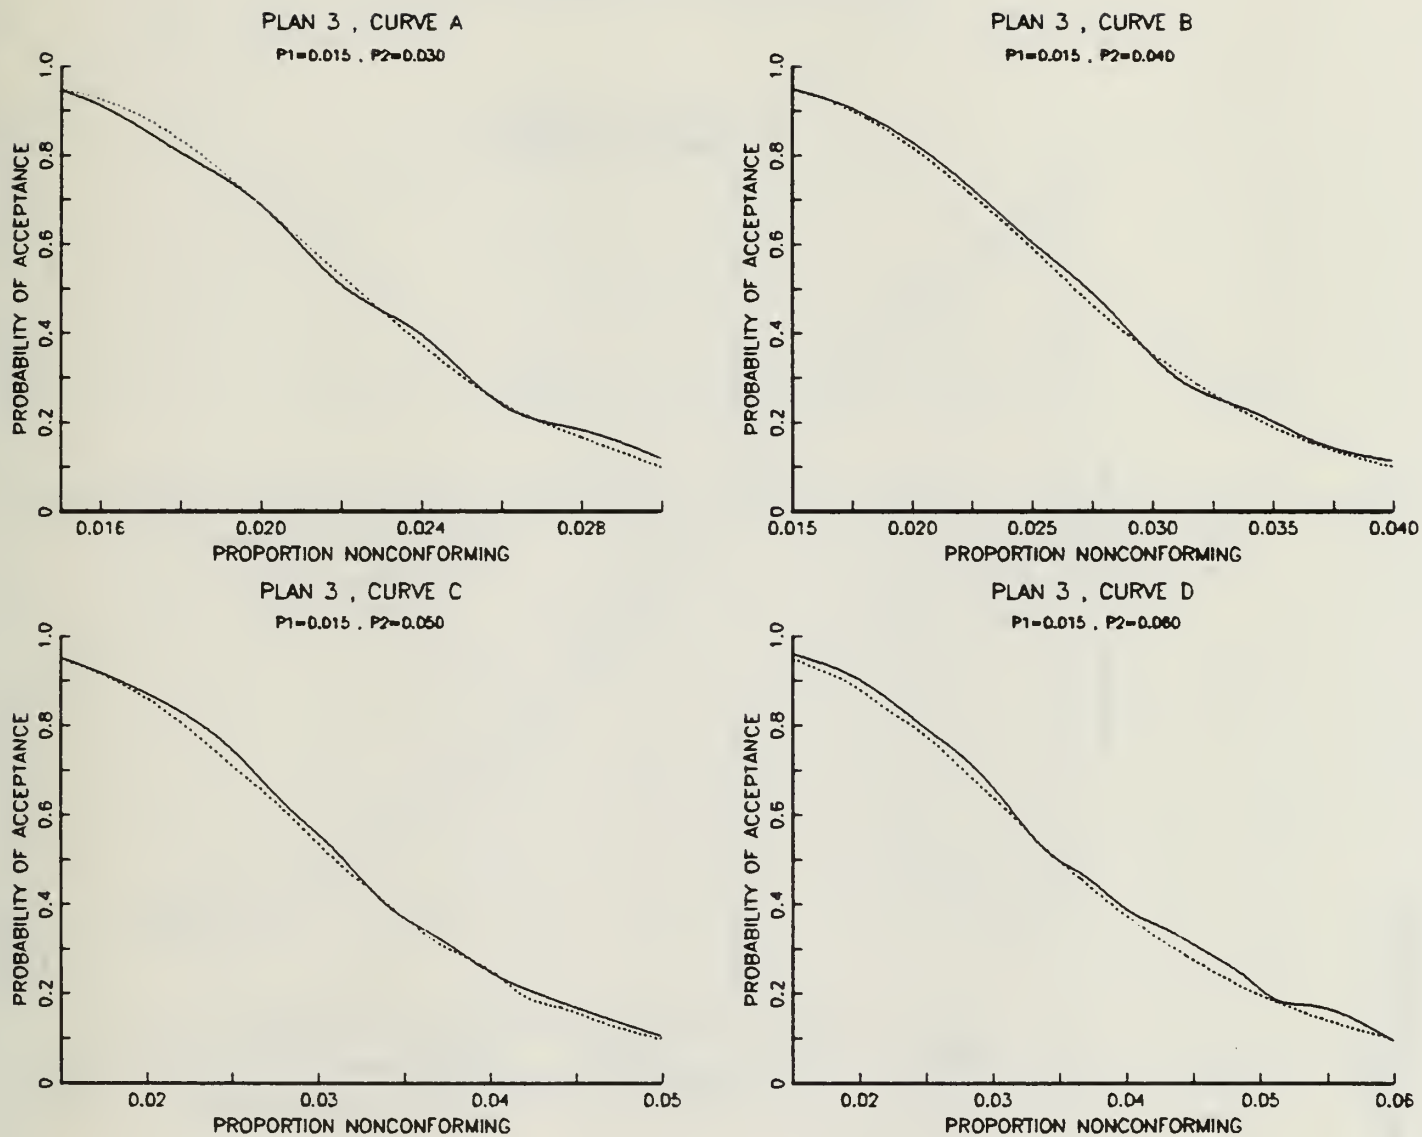 PLAN 3 , CURVE A
P1=0.015 , P2=0.030
PROBABILITY OF ACCEPTANCE
1.0
0.8
0.6
0.4
0.2
0
0.016 0.020 0.024 0.028
PROPORTION NONCONFORMING
PLAN 3 , CURVE B
P1=0.015 , P2=0.040
PROBABILITY OF ACCEPTANCE
1.0
0.8
0.6
0.4
0.2
0
0.015 0.020 0.025 0.030 0.035 0.040
PROPORTION NONCONFORMING
PLAN 3 , CURVE C
P1=0.015 , P2=0.050
PROBABILITY OF ACCEPTANCE
1.0
0.8
0.6
0.4
0.2
0
0.02 0.03 0.04 0.05
PROPORTION NONCONFORMING
PLAN 3 , CURVE D
P1=0.015 , P2=0.060
PROBABILITY OF ACCEPTANCE
1.0
0.8
0.6
0.4
0.2
0
0.02 0.03 0.04 0.05 0.06
PROPORTION NONCONFORMING